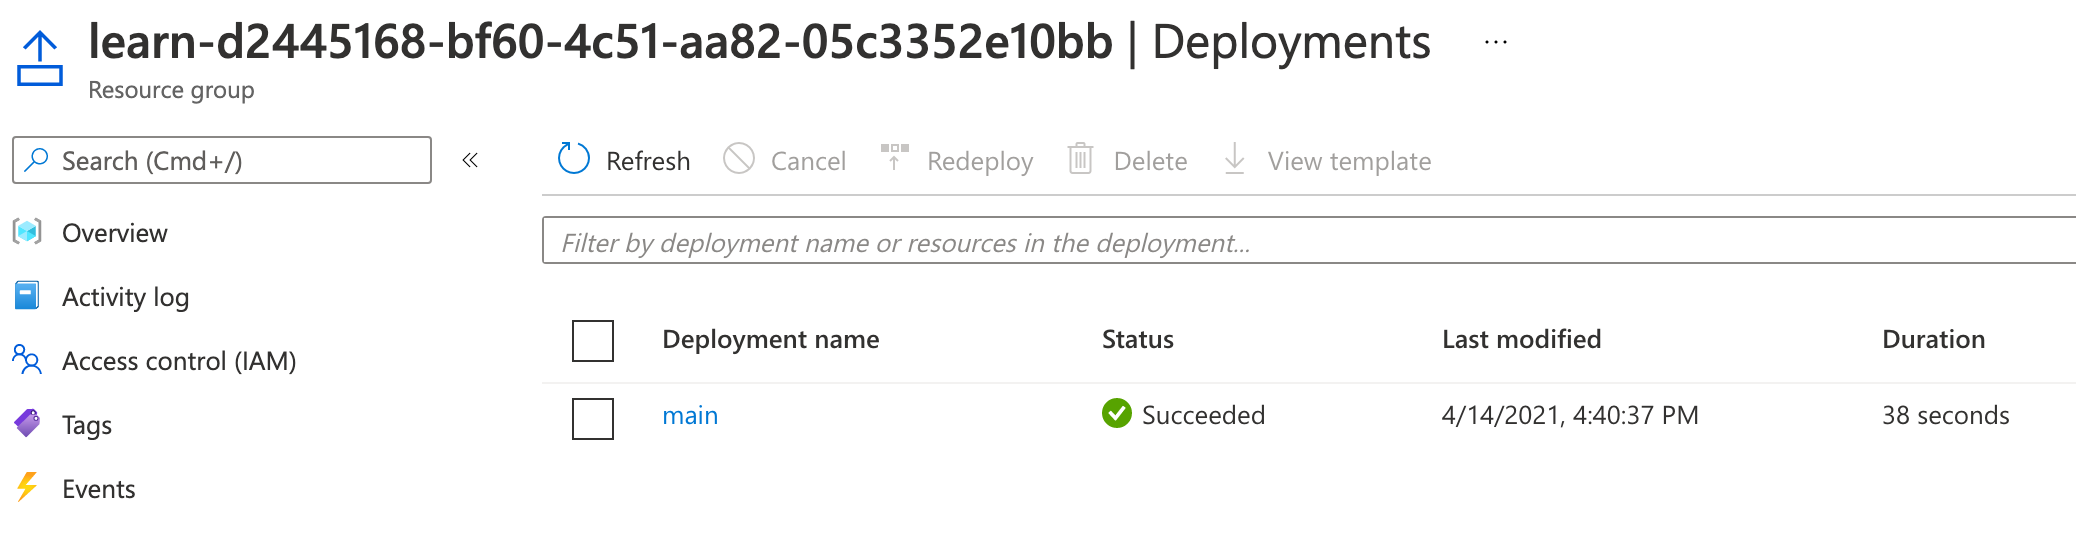 learn-d2445168-bf60-4c51-aa82-05c3352e10bb | Deployments ...
Resource group
Search (Cmd+/)
«
Refresh Cancel Redeploy Delete View template
Filter by deployment name or resources in the deployment...
Overview
Activity log
Access control (IAM)
Tags
Events
Deployment name Status Last modified Duration
main Succeeded 4/14/2021, 4:40:37 PM 38 seconds